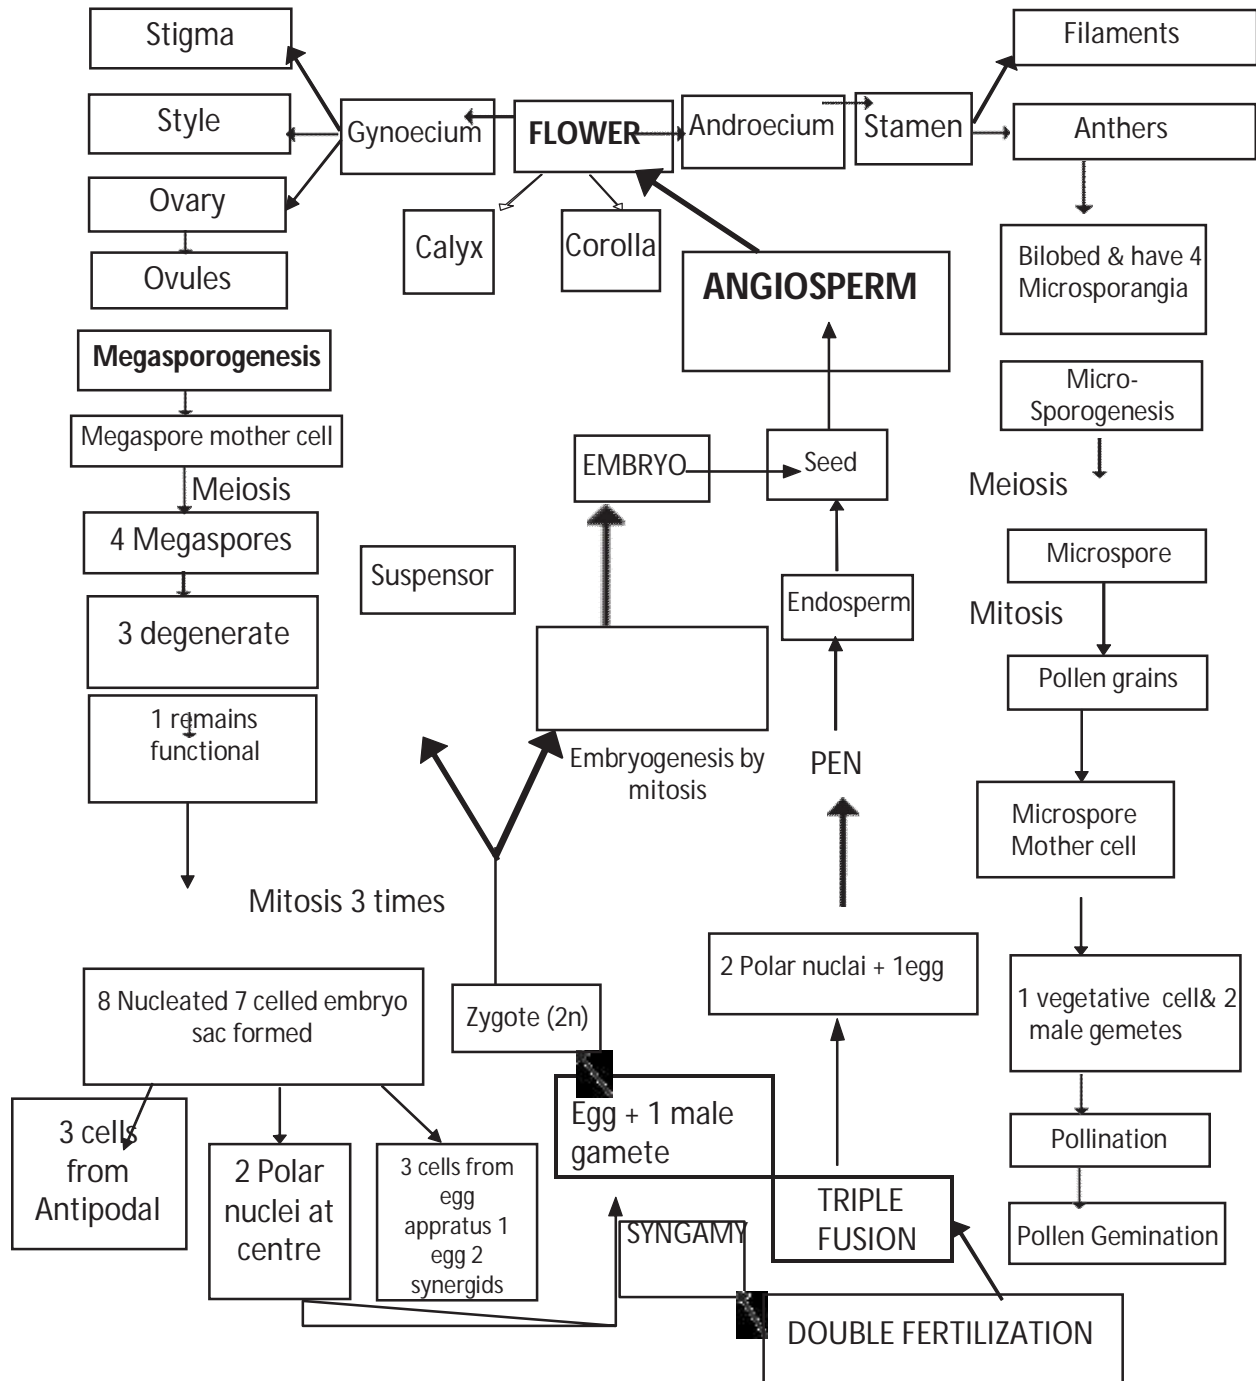 Stigma
Filaments
Style
Gynoecium
FLOWER
Androecium
Stamen
Anthers
Ovary
Calyx
Corolla
Ovules
ANGIOSPERM
Bilobed & have 4
Microsporangia
Megasporogenesis
Micro-
Sporogenesis
Megaspore mother cell
EMBRYO
Seed
Meiosis
Meiosis
4 Megaspores
Suspensor
Microspore
Endosperm
Mitosis
3 degenerate
Pollen grains
1 remains
functional
Embryogenesis by
mitosis
PEN
Microspore
Mother cell
Mitosis 3 times
2 Polar nuclai + 1egg
8 Nucleated 7 celled embryo
sac formed
Zygote (2n)
1 vegetative cell& 2
male gemetes
Egg + 1 male
gamete
3 cells
from
Antipodal
2 Polar
nuclei at
centre
3 cells from
egg
appratus 1
egg 2
synergids
Pollination
TRIPLE
FUSION
SYNGAMY
Pollen Gemination
DOUBLE FERTILIZATION